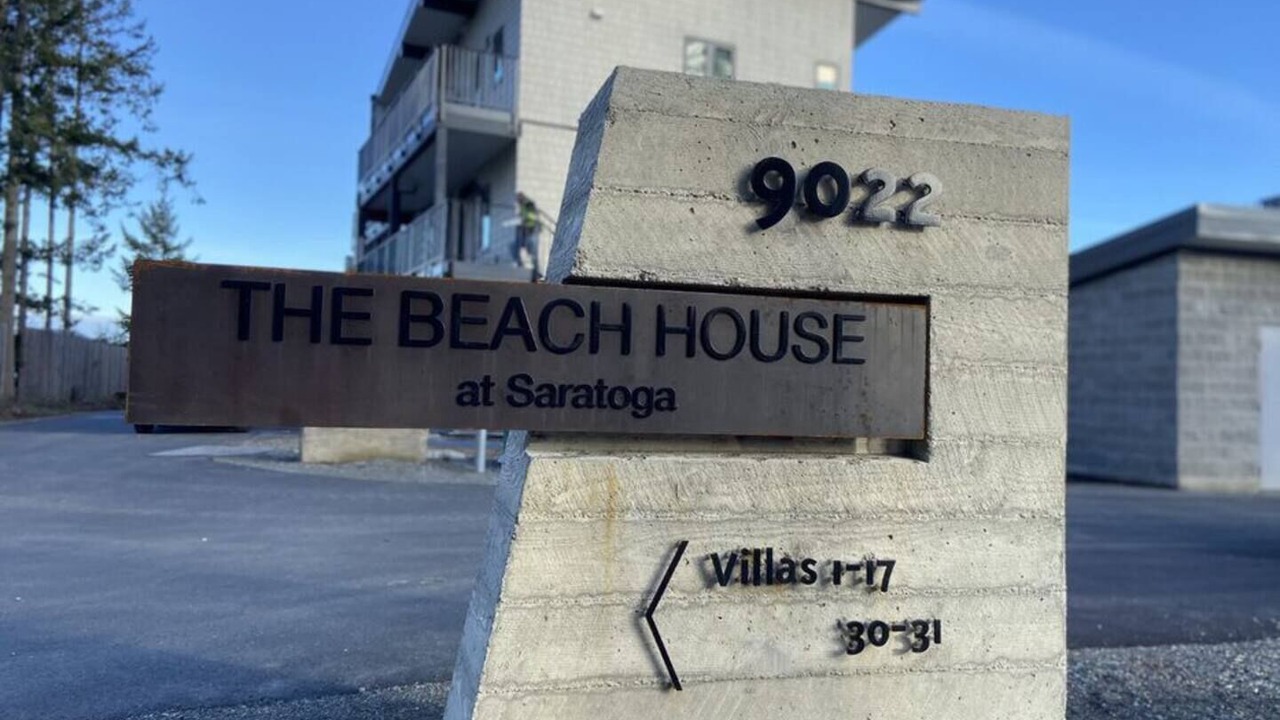 9022
THE BEACH HOUSE
at Saratoga
Villas 1-17
30-31